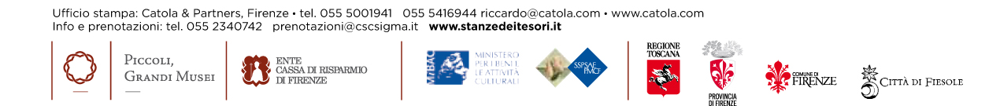 Ufficio stampa: Catola & Partners, Firenze • tel. 055 5001941 055 5416944 riccardo@catola.com • www.catola.com
Info e prenotazioni: tel. 055 2340742 prenotazioni@cscsigma.it www.stanzedeitesori.it
PICCOLI,
GRANDI MUSEI
ENTE
CASSA DI RISPARMIO
DI FIRENZE
MiBAC
MINISTERO
PER I BENI E
LE ATTIVITÀ
CULTURALI
SSPSAE
PMCF
REGIONE
TOSCANA
PROVINCIA
DI FIRENZE
COMUNE DI
FIRENZE
CITTÀ DI FIESOLE